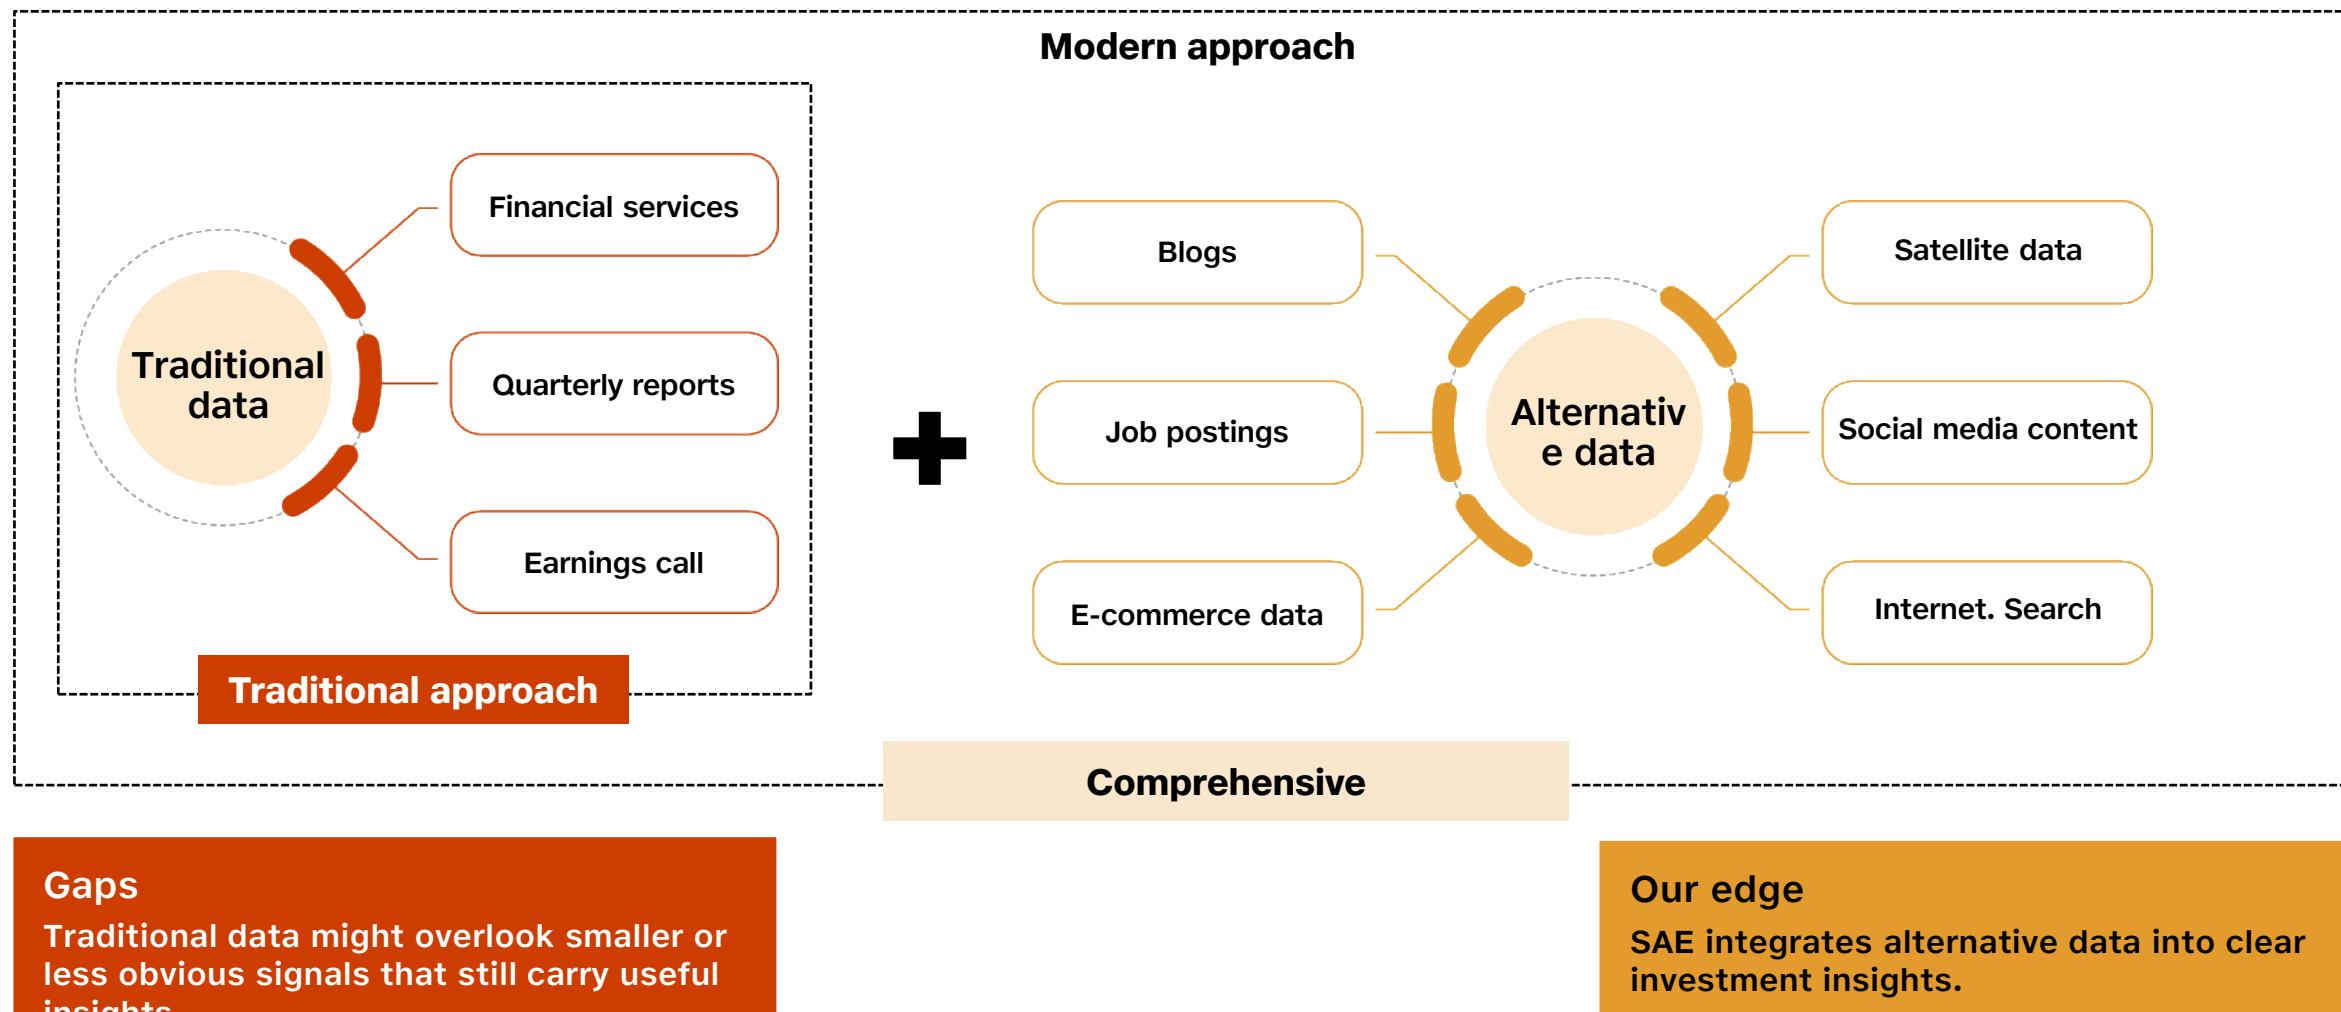 Modern approach
Financial services
Traditional
data
Quarterly reports
Earnings call
Traditional approach
Blogs
Job postings
E-commerce data
Alternativ
e data
Satellite data
Social media content
Internet. Search
Comprehensive
Gaps
Traditional data might overlook smaller or
less obvious signals that still carry useful
insights
Our edge
SAE integrates alternative data into clear
investment insights.